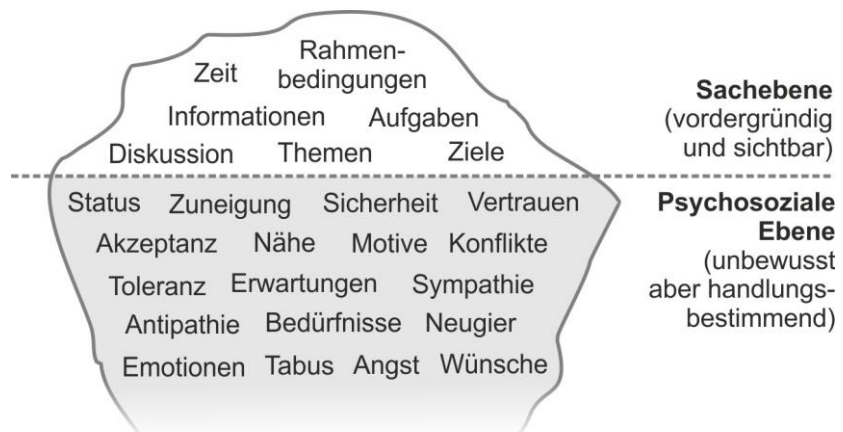 Rahmen-
Zeit bedingungen
Informationen Aufgaben
Diskussion Themen Ziele
Sachebene
(vordergründig
und sichtbar)
Status Zuneigung Sicherheit Vertrauen
Akzeptanz Nähe Motive Konflikte
Toleranz Erwartungen Sympathie
Antipathie Bedürfnisse Neugier
Emotionen Tabus Angst Wünsche
Psychosoziale
Ebene
(unbewusst
aber handlungs-
bestimmend)